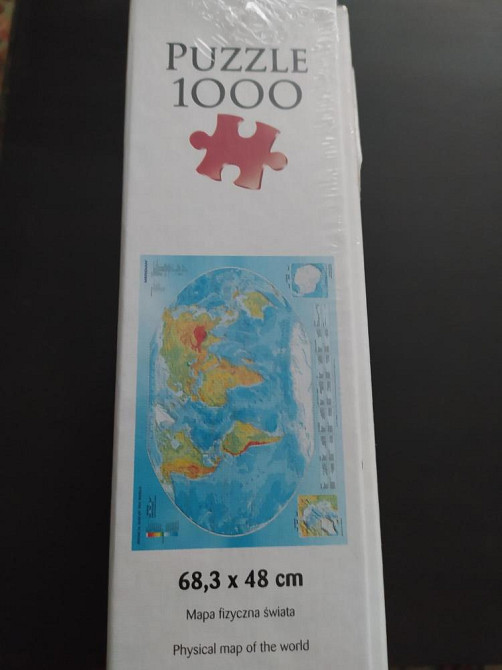 PUZZLE
1000
68,3 x 48 cm
Mapa fizyczna świata
Physical map of the world